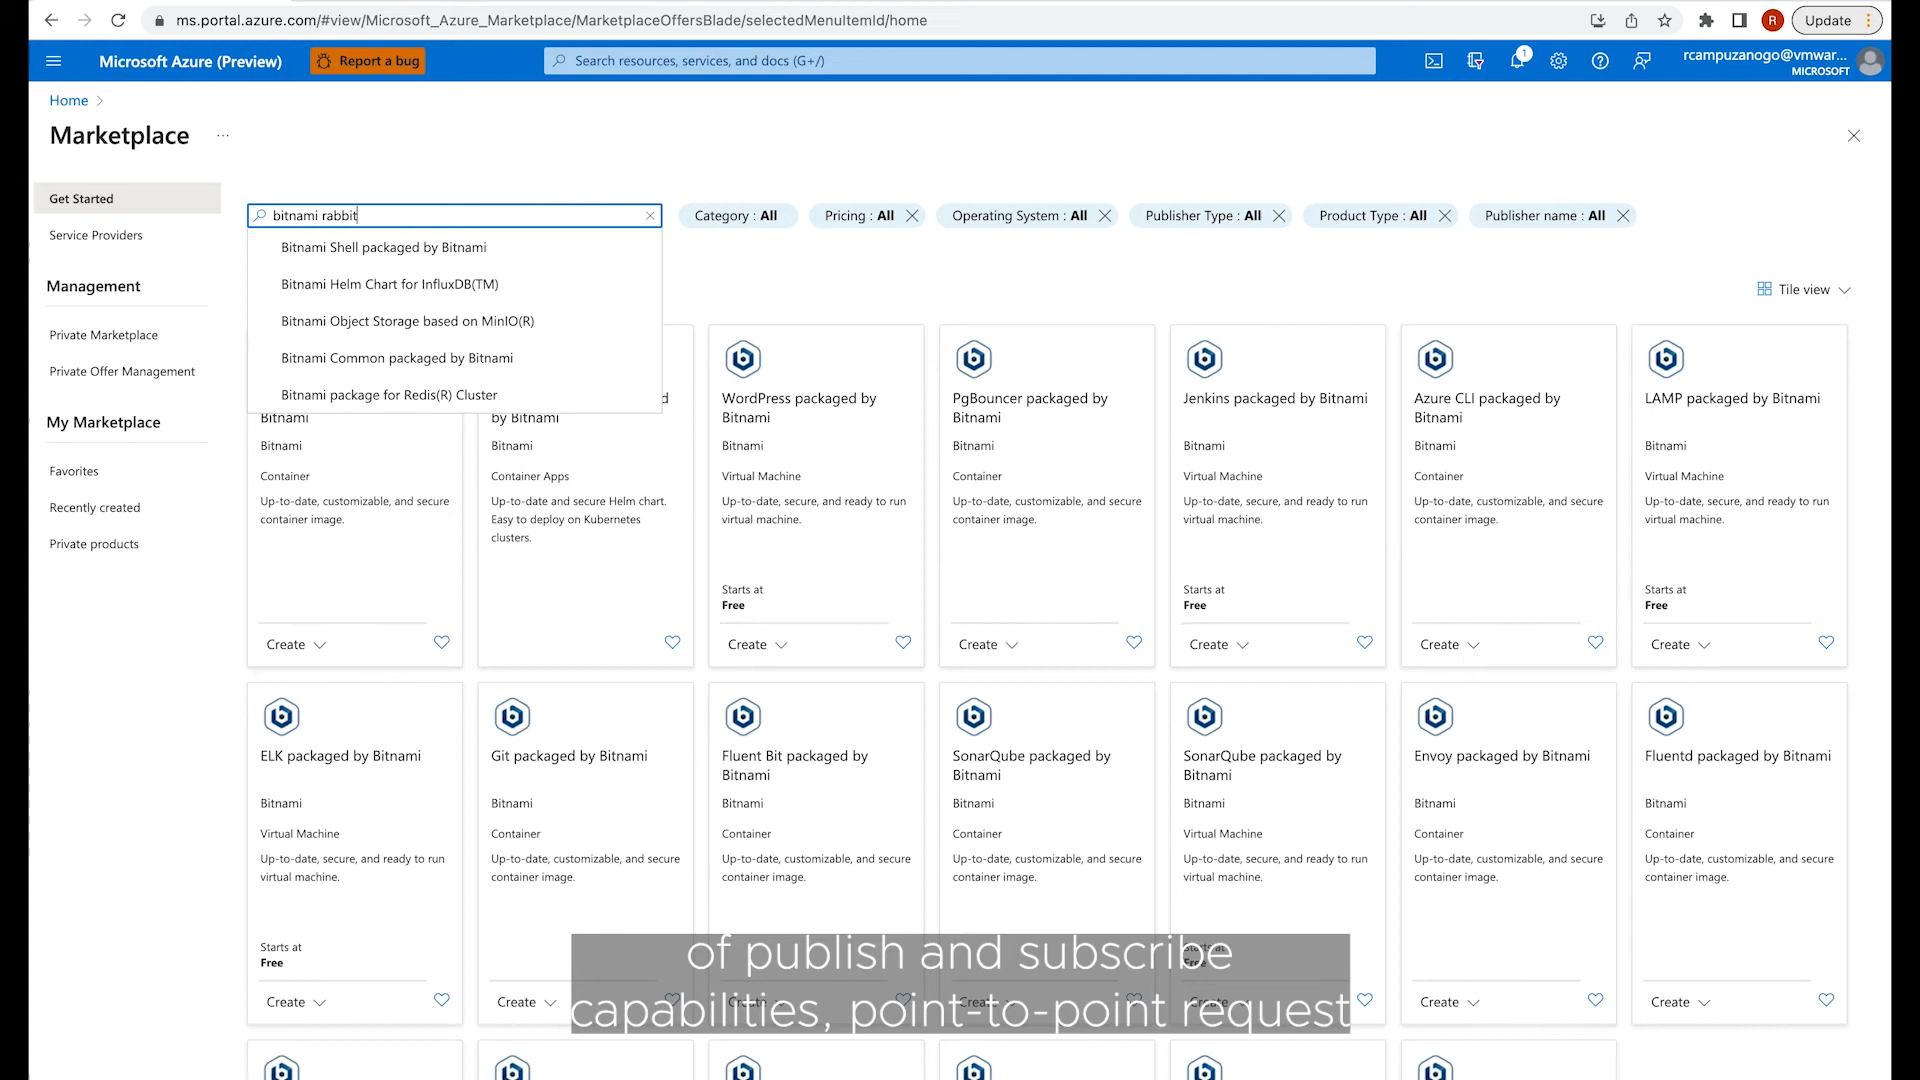 ms.portal.azure.com/#view/Microsoft_Azure_Marketplace/MarketplaceOffersBlade/selectedMenuItemId/home
R
Update
Microsoft Azure (Preview)
Report a bug
Search resources, services, and docs (G+/)
1
rcampuzanogo@vmwar...
MICROSOFT
Home
Marketplace
...
Get Started
Service Providers
Management
Private Marketplace
Private Offer Management
My Marketplace
Favorites
Recently created
Private products
bitnami rabbit
Category : All
Pricing : All
Operating System : All
Publisher Type : All
Product Type : All
Publisher name : All
Bitnami Shell packaged by Bitnami
Bitnami Helm Chart for InfluxDB(TM)
Bitnami Object Storage based on MinIO(R)
Bitnami Common packaged by Bitnami
Bitnami package for Redis(R) Cluster
Tile view
Bitnami
Bitnami
Container
Up-to-date, customizable, and secure
container image.
Create
by Bitnami
Bitnami
Container Apps
Up-to-date and secure Helm chart.
Easy to deploy on Kubernetes
clusters.
WordPress packaged by
Bitnami
Bitnami
Virtual Machine
Up-to-date, secure, and ready to run
virtual machine.
Starts at
Free
Create
PgBouncer packaged by
Bitnami
Bitnami
Container
Up-to-date, customizable, and secure
container image.
Create
Jenkins packaged by Bitnami
Bitnami
Virtual Machine
Up-to-date, secure, and ready to run
virtual machine.
Starts at
Free
Create
Azure CLI packaged by
Bitnami
Bitnami
Container
Up-to-date, customizable, and secure
container image.
Create
LAMP packaged by Bitnami
Bitnami
Virtual Machine
Up-to-date, secure, and ready to run
virtual machine.
Starts at
Free
Create
ELK packaged by Bitnami
Bitnami
Virtual Machine
Up-to-date, secure, and ready to run
virtual machine.
Starts at
Free
Create
Git packaged by Bitnami
Bitnami
Container
Up-to-date, customizable, and secure
container image.
Create
Fluent Bit packaged by
Bitnami
Bitnami
Container
Up-to-date, customizable, and secure
container image.
Create
SonarQube packaged by
Bitnami
Bitnami
Container
Up-to-date, customizable, and secure
container image.
Create
SonarQube packaged by
Bitnami
Bitnami
Virtual Machine
Up-to-date, secure, and ready to run
virtual machine.
Starts at
Free
Create
Envoy packaged by Bitnami
Bitnami
Container
Up-to-date, customizable, and secure
container image.
Create
Fluentd packaged by Bitnami
Bitnami
Container
Up-to-date, customizable, and secure
container image.
Create
of publish and subscribe
capabilities, point-to-point request